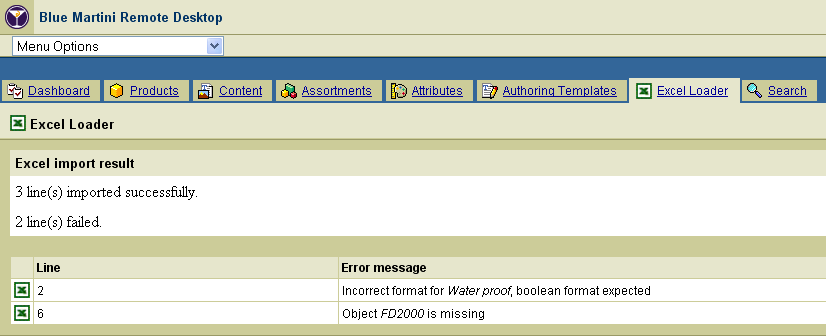 Blue Martini Remote Desktop
Menu Options
Dashboard Products Content Assortments Attributes Authoring Templates Excel Loader Search
Excel Loader
Excel import result
3 line(s) imported successfully.
2 line(s) failed.
Line Error message
2 Incorrect format for Water proof, boolean format expected
6 Object FD2000 is missing